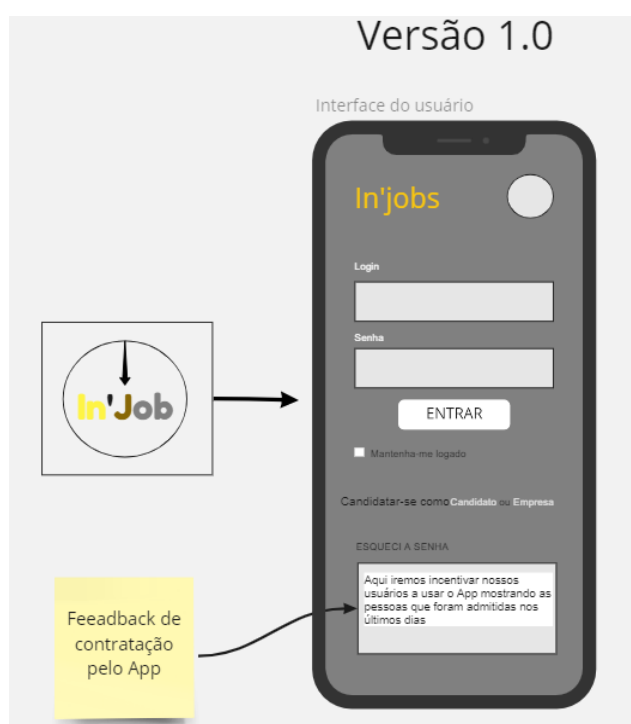 Versão 1.0
Interface do usuário
In'jobs
Login
Senha
ENTRAR
Mantenha-me logado
Candidatar-se como Candidato ou Empresa
ESQUECI A SENHA
Aqui iremos incentivar nossos
usuários a usar o App mostrando as
pessoas que foram admitidas nos
últimos dias
In'Job
Feeadback de
contratação
pelo App